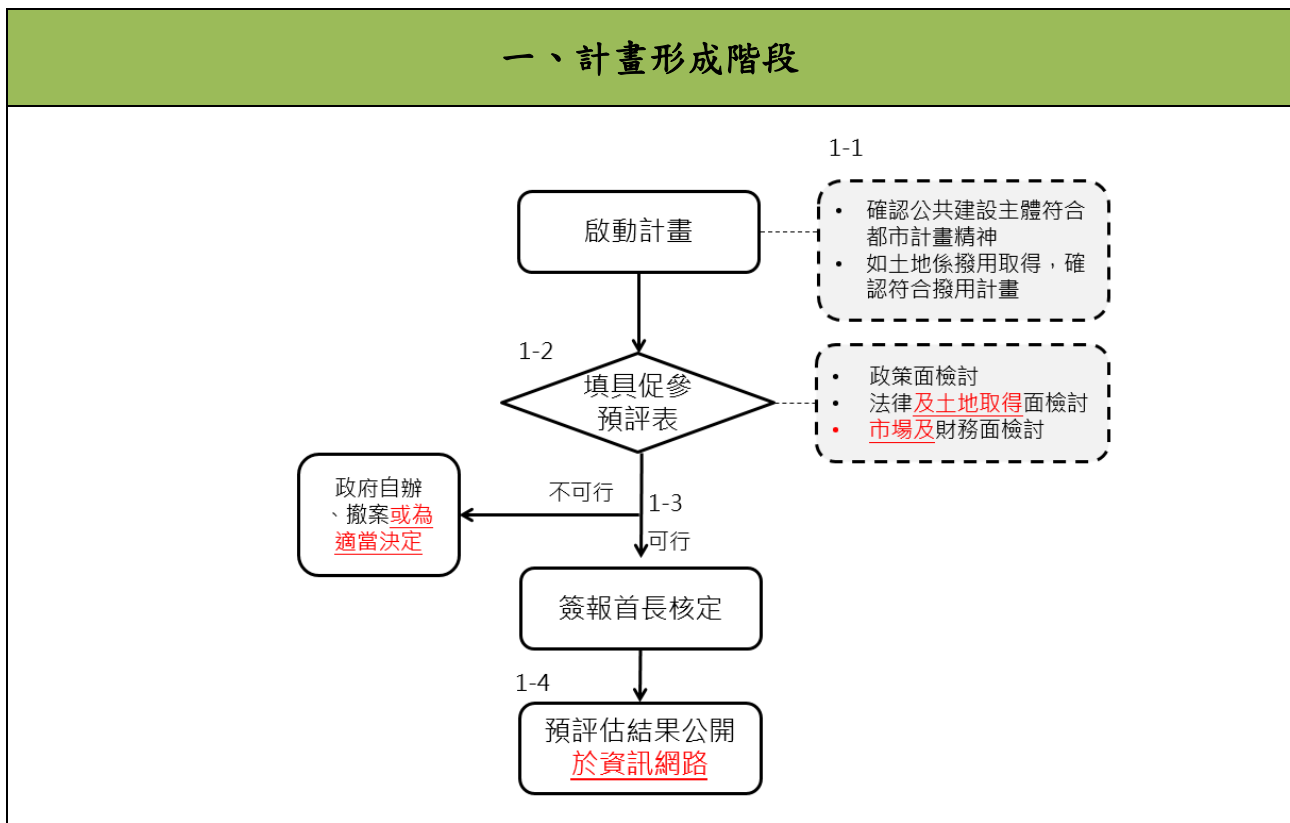 一、計畫形成階段
1-1
啟動計畫
• 確認公共建設主體符合
都市計畫精神
• 如土地係撥用取得，確
認符合撥用計畫
1-2
填具促參
預評表
• 政策面檢討
• 法律及土地取得面檢討
• 市場及財務面檢討
不可行
1-3
可行
政府自辦
、撤案或為
適當決定
簽報首長核定
1-4
預評估結果公開
於資訊網路